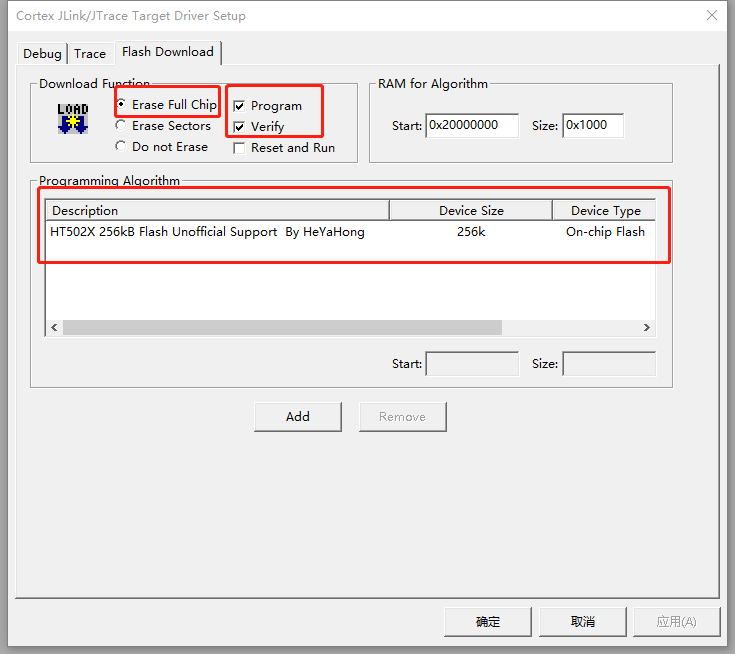 Cortex JLink/JTrace Target Driver Setup
Debug Trace Flash Download
Download Function
LOAD
Erase Full Chip
Erase Sectors
Do not Erase
Program
Verify
Reset and Run
RAM for Algorithm
Start: 0x20000000 Size: 0x1000
Programming Algorithm
Description Device Size Device Type
HT502X 256kB Flash Unofficial Support By HeYaHong 256k On-chip Flash
Start: Size:
Add Remove
确定 取消 应用(A)